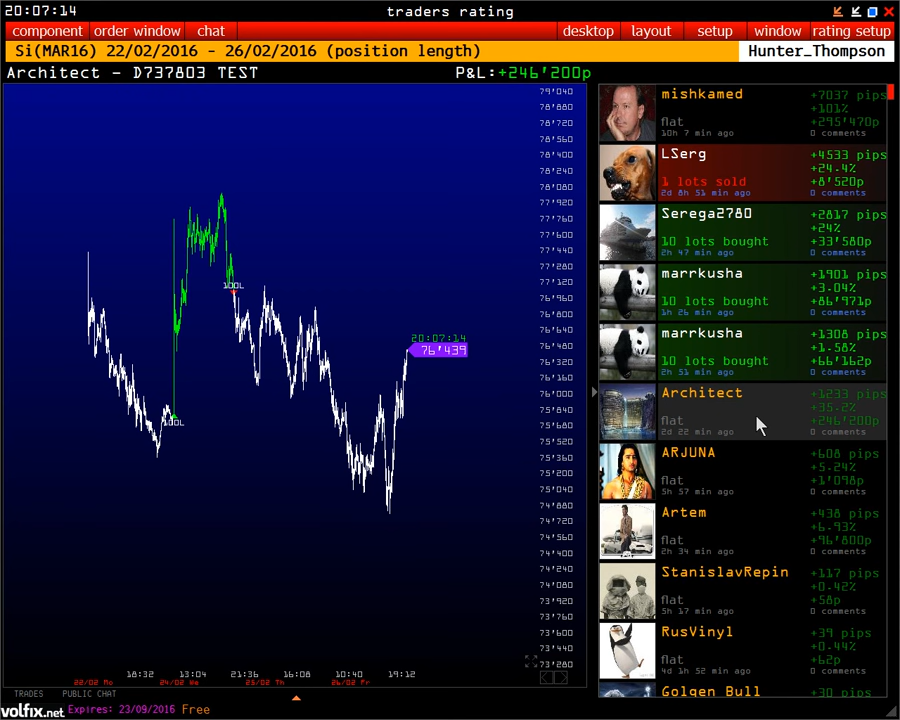 20:07:14
traders rating
component order window chat desktop layout setup window rating setup
Si(MAR16) 22/02/2016 - 26/02/2016 (position length)
Hunter_Thompson
Architect - D737803 TEST
P&L:+246'200p
79'040
78'880
78'720
78'560
78'400
78'240
78'080
77'920
77'760
77'600
77'440
77'280
77'120
76'960
76'800
76'640
76'480
76'320
76'160
76'000
75'840
75'680
75'520
75'360
75'200
75'040
74'880
74'720
74'560
74'400
74'240
74'080
73'920
73'760
73'600
73'440
73'280
100L
100L
20:07:14
76'439
18:32 13:04 21:36 16:08 10:40 19:12
22/02 Mo 24/02 We 25/02 Th 26/02 Fr
TRADES PUBLIC CHAT
volfix.net Expires: 23/09/2016 Free
mishkamed +7037 pips
+101%
flat +295'470p
10h 7 min ago 0 comments
LSerg +4533 pips
+24.4%
1 lots sold +8'520p
2d 8h 51 min ago 0 comments
Serega2780 +2817 pips
+24%
10 lots bought +33'580p
2h 47 min ago 0 comments
marrkusha +1901 pips
+3.04%
10 lots bought +86'971p
1h 26 min ago 0 comments
marrkusha +1308 pips
+1.58%
10 lots bought +66'162p
2h 51 min ago 0 comments
Architect +1233 pips
+35.2%
flat +246'200p
2d 22 min ago 0 comments
ARJUNA +608 pips
+5.24%
flat +1'098p
5h 57 min ago 0 comments
Artem +438 pips
+6.93%
flat +96'800p
2h 34 min ago 0 comments
StanislavRepin +117 pips
+0.42%
flat +58p
5h 17 min ago 0 comments
RusVinyl +39 pips
+0.44%
flat +62p
4d 1h 52 min ago 0 comments
Golden Bull +30 pips